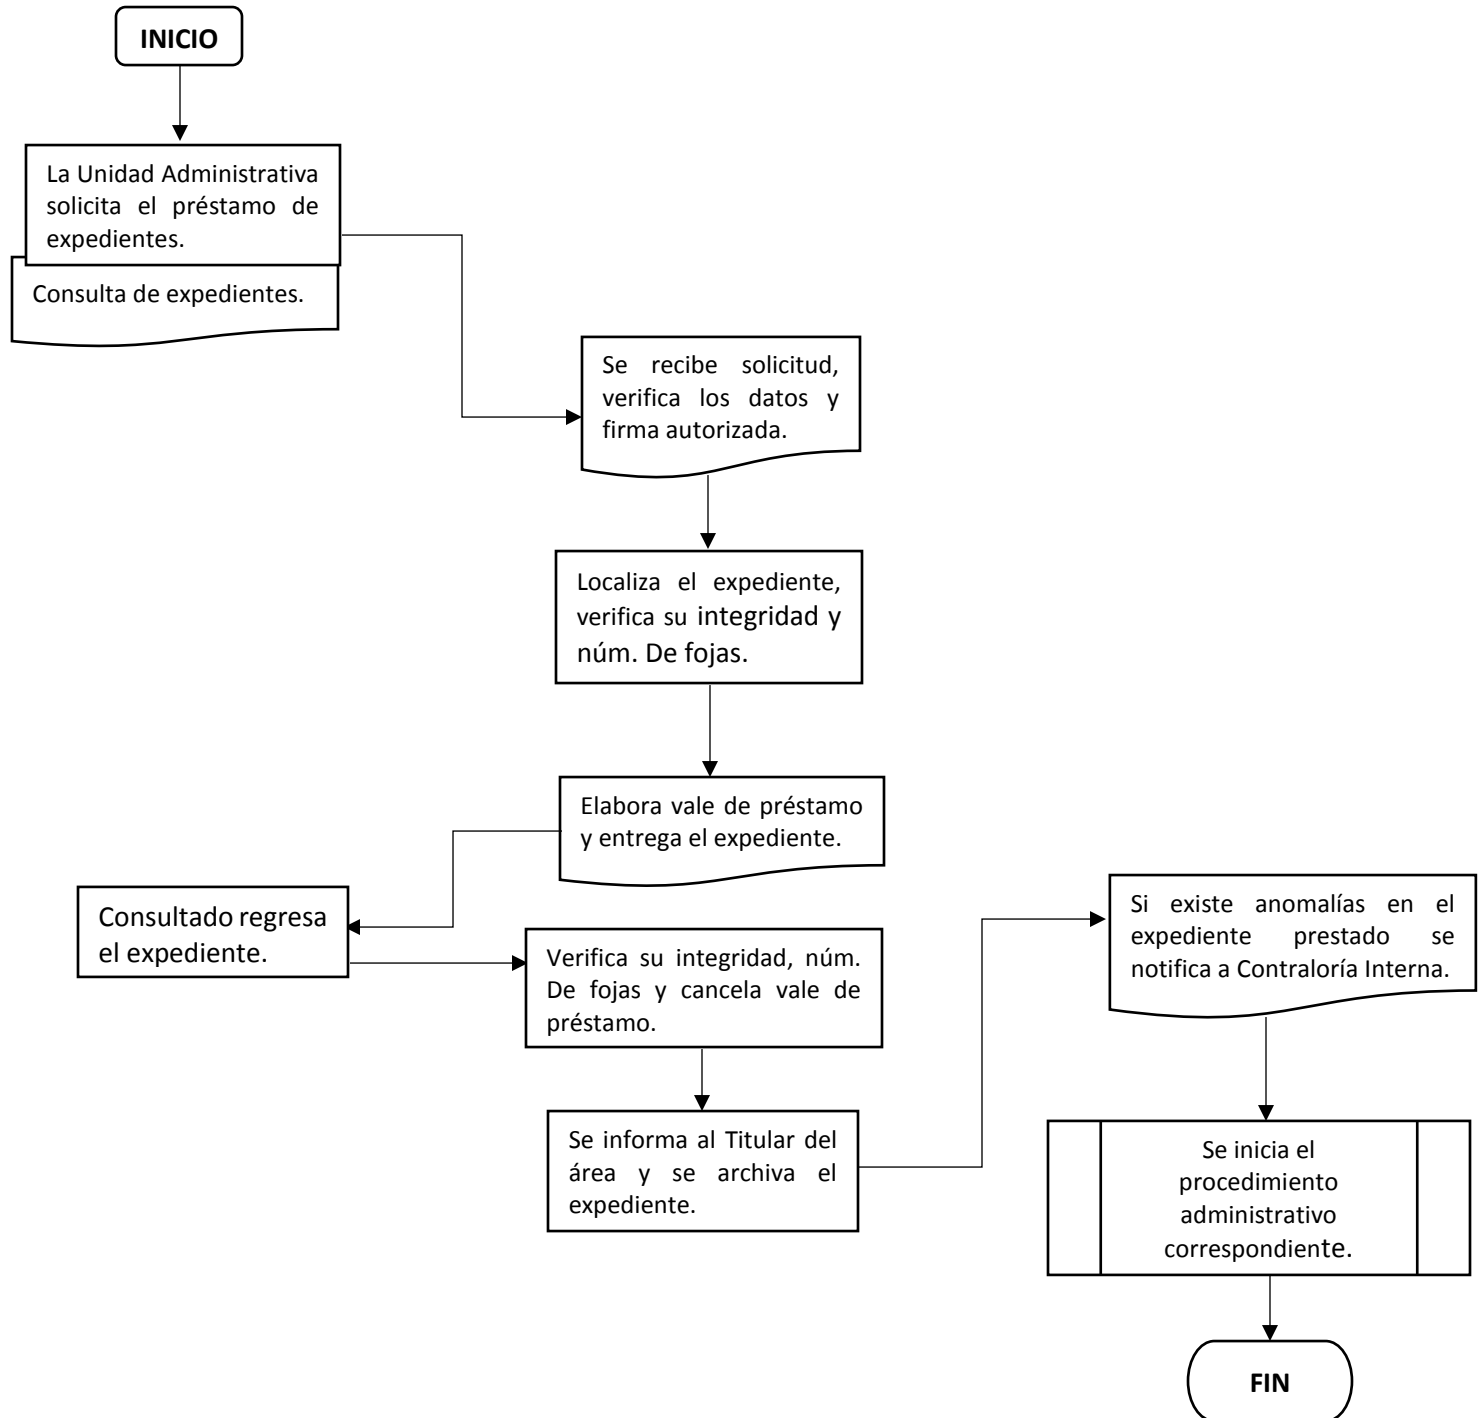 INICIO
La Unidad Administrativa
solicita el préstamo de
expedientes.
Consulta de expedientes.
Se recibe solicitud,
verifica los datos y
firma autorizada.
Localiza el expediente,
verifica su integridad y
núm. De fojas.
Elabora vale de préstamo
y entrega el expediente.
Consultado regresa
el expediente.
Verifica su integridad, núm.
De fojas y cancela vale de
préstamo.
Se informa al Titular del
área y se archiva el
expediente.
Si existe anomalías en el
expediente prestado se
notifica a Contraloría Interna.
Se inicia el
procedimiento
administrativo
correspondiente.
FIN